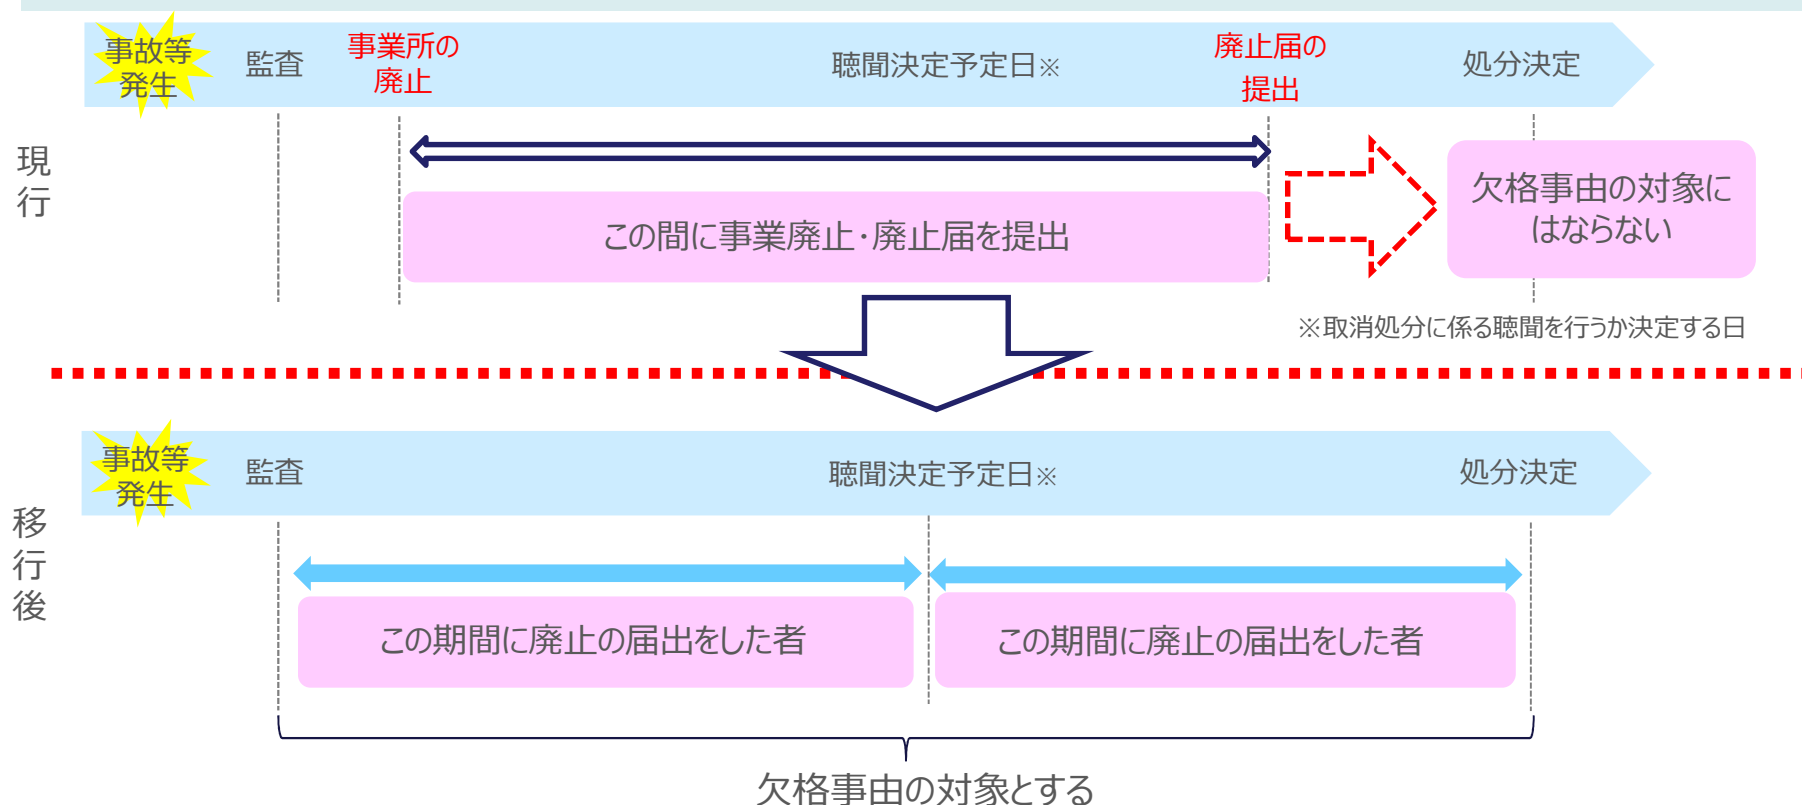 事故等
発生
監査
事業所の
廃止
聴聞決定予定日※
廃止届の
提出
処分決定
現
行
この間に事業廃止・廃止届を提出
欠格事由の対象に
はならない
※取消処分に係る聴聞を行うか決定する日
事故等
発生
監査
聴聞決定予定日※
処分決定
移
行
後
この期間に廃止の届出をした者
この期間に廃止の届出をした者
欠格事由の対象とする